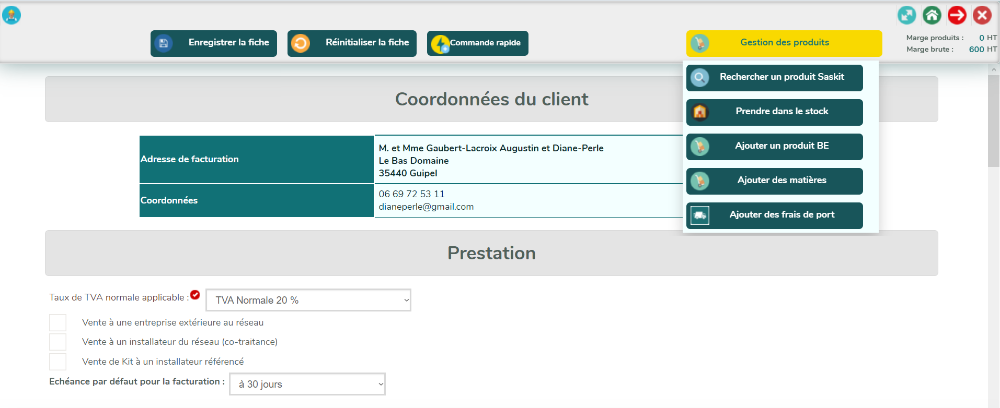 Enregistrer la fiche
Réinitialiser la fiche
Commande rapide
Gestion des produits
Marge produits : 0 HT
Marge brute : 600 HT
Rechercher un produit Saskit
Prendre dans le stock
Ajouter un produit BE
Ajouter des matières
Ajouter des frais de port
Coordonnées du client
Adresse de facturation
M. et Mme Gaubert-Lacroix Augustin et Diane-Perle
Le Bas Domaine
35440 Guipel
Coordonnées
06 69 72 53 11
dianeperle@gmail.com
Prestation
Taux de TVA normale applicable :
TVA Normale 20 %
Vente à une entreprise extérieure au réseau
Vente à un installateur du réseau (co-traitance)
Vente de Kit à un installateur référencé
Echéance par défaut pour la facturation :
à 30 jours